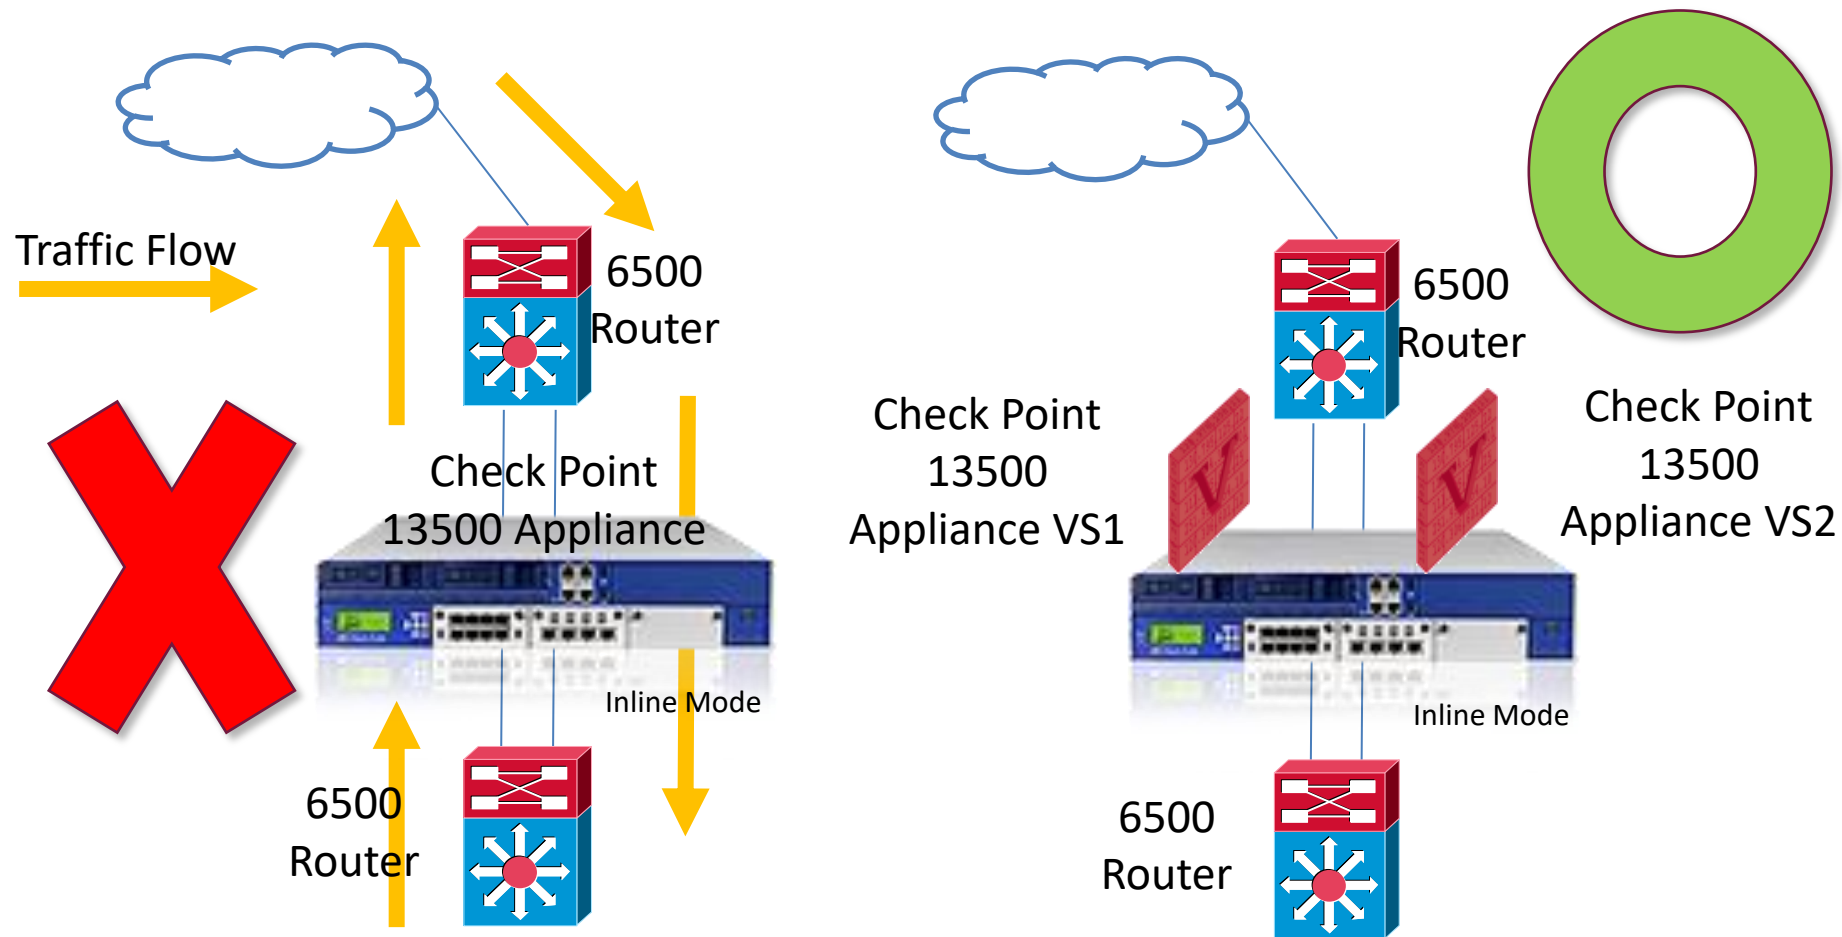 Traffic Flow
6500
Router
Check Point
13500 Appliance
Inline Mode
6500
Router
6500
Router
Check Point
13500
Appliance VS1
V
V
Check Point
13500
Appliance VS2
Inline Mode
6500
Router